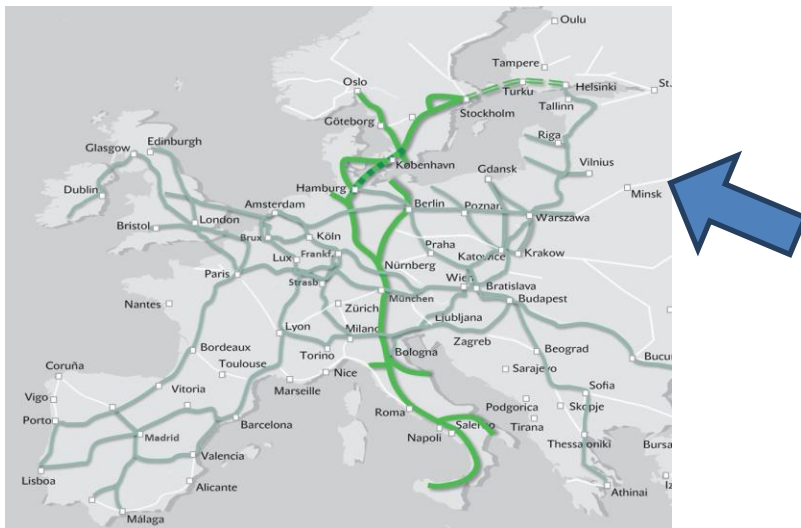 Oulu
Tampere
Oslo
Turku
Helsinki
St.
Stockholm
Tallinn
Göteborg
Riga
Edinburgh
Glasgow
København
Vilnius
Gdansk
Minsk
Dublin
Hamburg
Amsterdam
Berlin
Poznan
Warszawa
London
Bristol
Brux
Köln
Praha
Katowice
Krakow
Lux
Frankf.
Nürnberg
Paris
Strasb
Wien
Bratislava
Nantes
München
Budapest
Zürich
Ljubljana
Lyon
Milano
Zagreb
Bordeaux
Torino
Bologna
Beograd
Bucu
Toulouse
Nice
Sarajevo
Coruña
Marseille
Sofia
Vigo
Vitoria
Podgorica
Skopje
Porto
Barcelona
Roma
Tirana
Madrid
Napoli
Salerno
Thessaloniki
Bursa
Valencia
Lisboa
Alicante
Athinai
Iz
Málaga